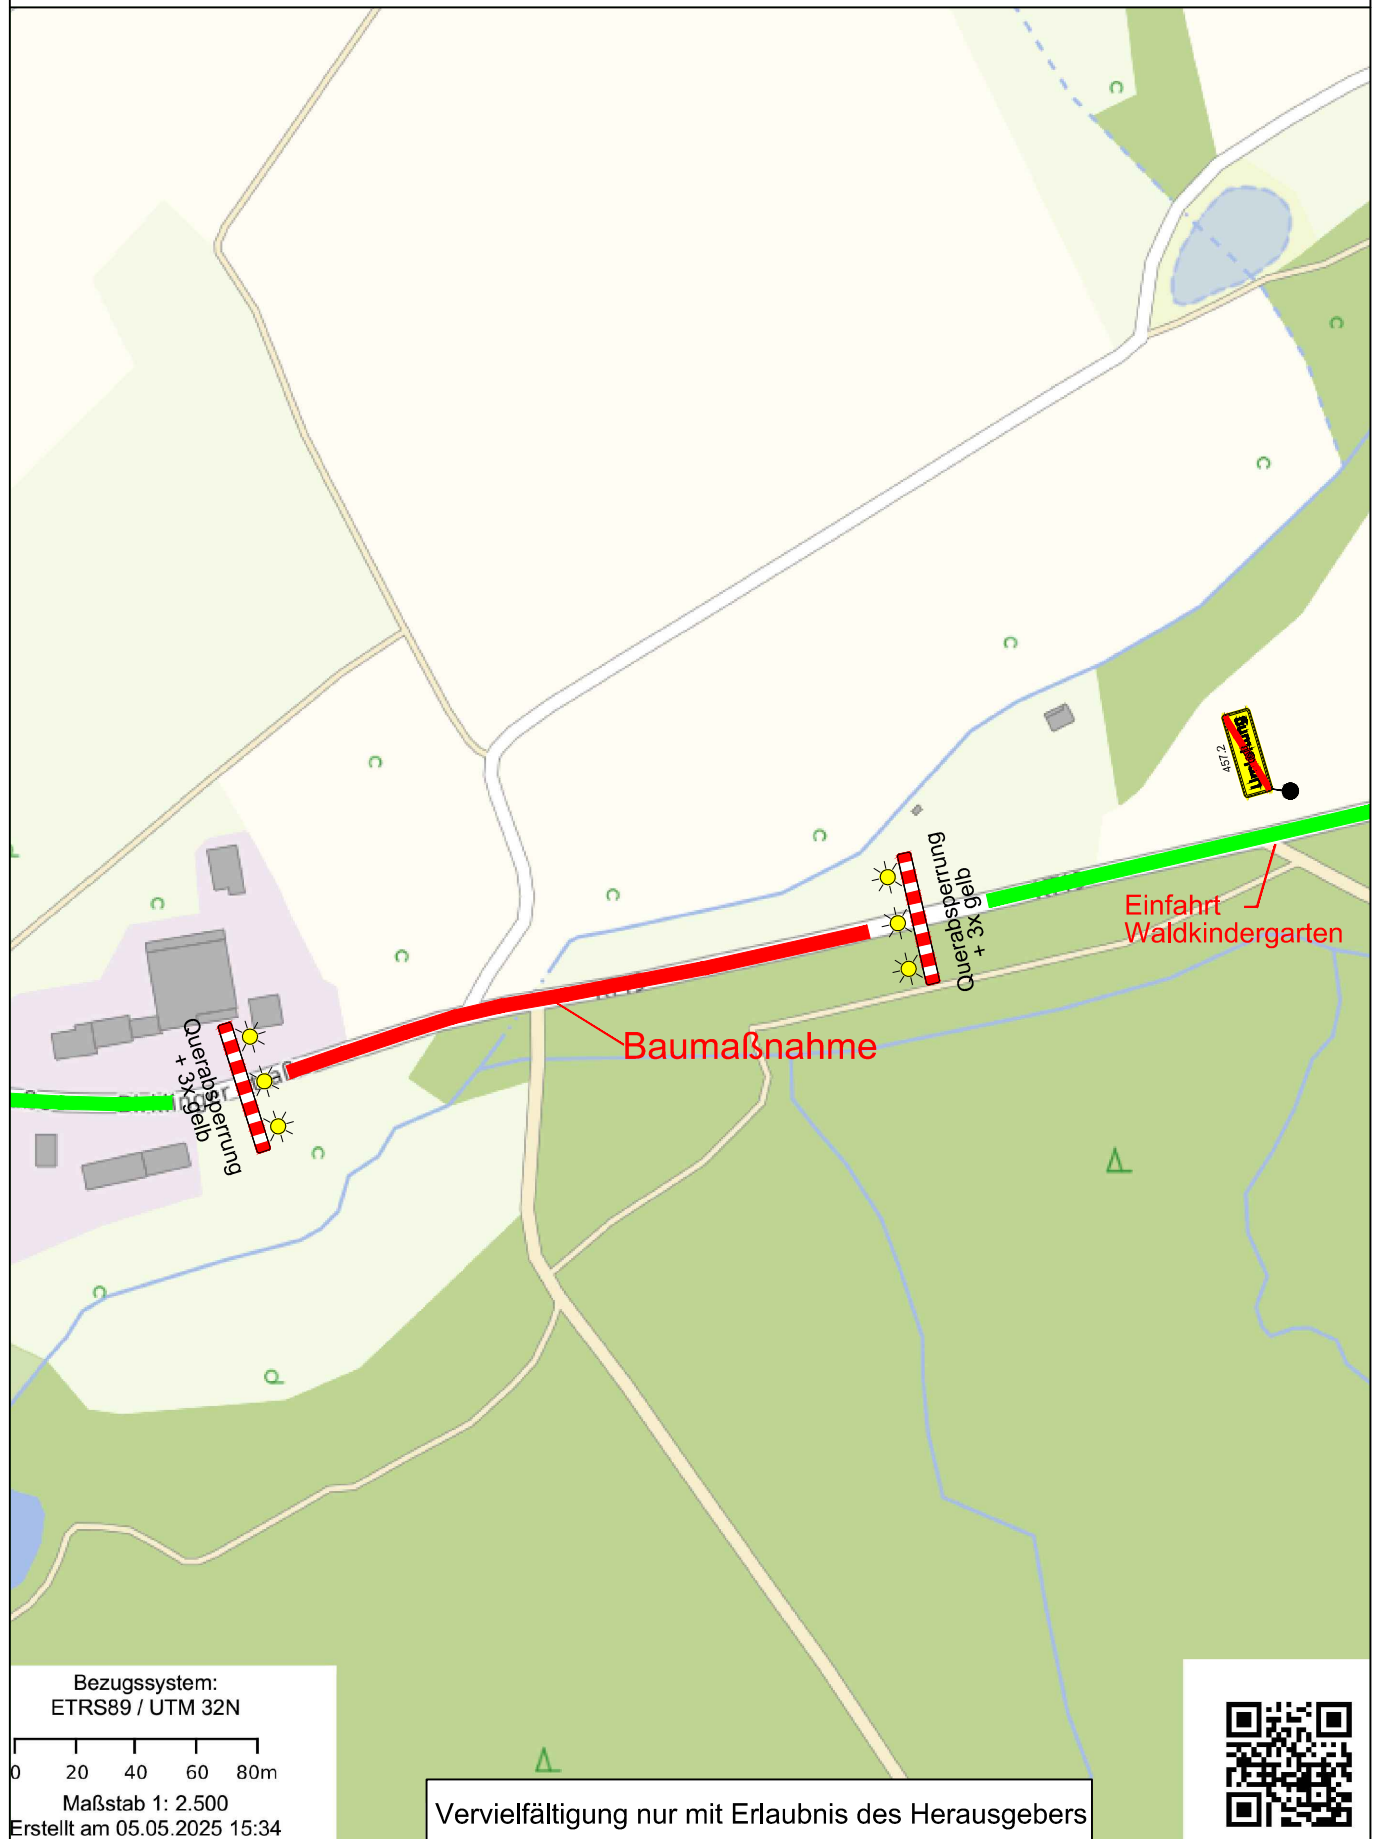 457.2
Umleitung
Querabsperrung
+ 3x gelb
Einfahrt
Waldkindergarten
Baumaßnahme
Querabsperrung
+ 3x gelb
Bezugssystem:
ETRS89 / UTM 32N
0 20 40 60 80m
Maßstab 1: 2.500
Erstellt am 05.05.2025 15:34
Vervielfältigung nur mit Erlaubnis des Herausgebers